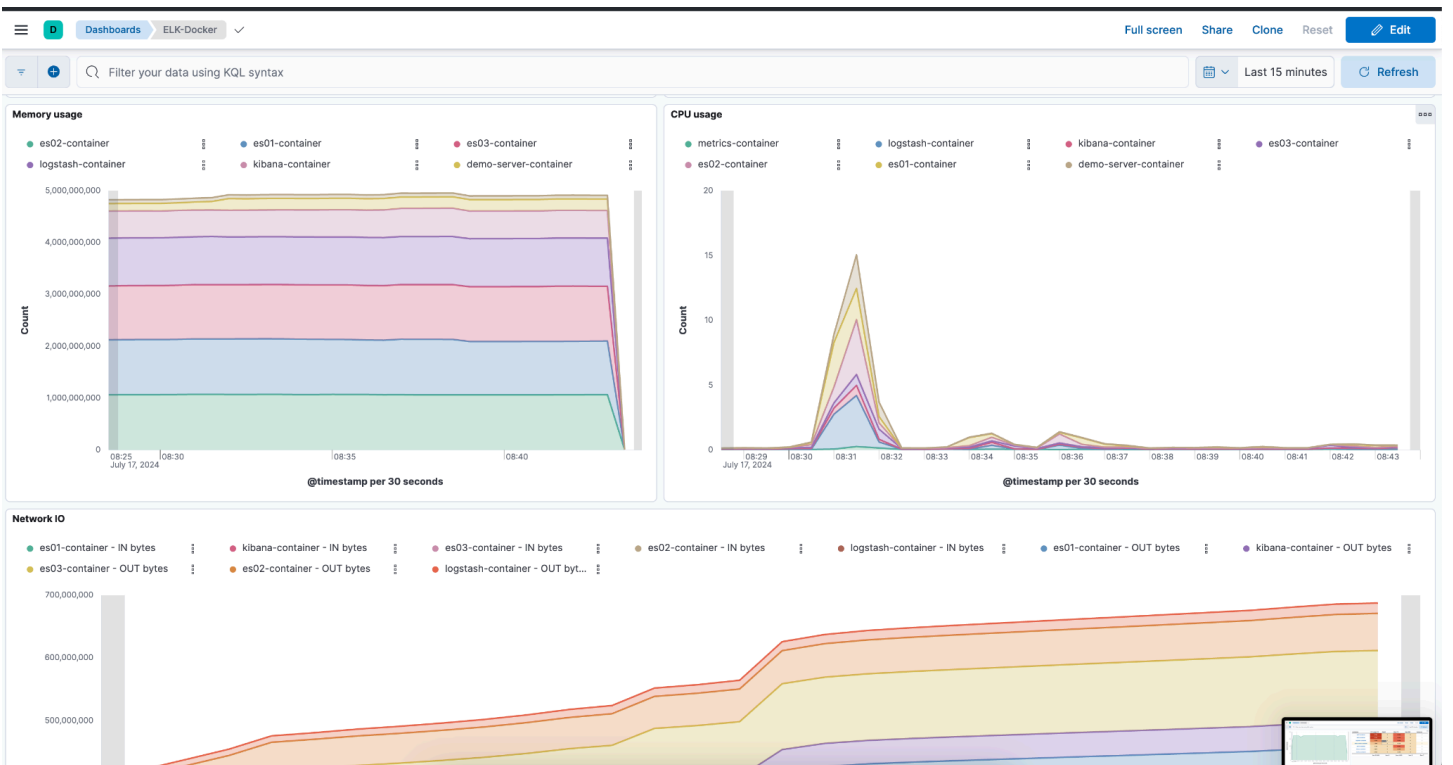 D Dashboards ELK-Docker Full screen Share Clone Reset Edit
Filter your data using KQL syntax Last 15 minutes Refresh
Memory usage
es02-container es01-container es03-container
logstash-container kibana-container demo-server-container
5,000,000,000
4,000,000,000
3,000,000,000
2,000,000,000
1,000,000,000
0
Count
08:25 08:30 08:35 08:40
July 17, 2024
@timestamp per 30 seconds
CPU usage
metrics-container logstash-container kibana-container es03-container
es02-container es01-container demo-server-container
20
15
10
5
0
Count
08:29 08:30 08:31 08:32 08:33 08:34 08:35 08:36 08:37 08:38 08:39 08:40 08:41 08:42 08:43
July 17, 2024
@timestamp per 30 seconds
Network IO
es01-container - IN bytes kibana-container - IN bytes es03-container - IN bytes es02-container - IN bytes logstash-container - IN bytes es01-container - OUT bytes kibana-container - OUT bytes
es03-container - OUT bytes es02-container - OUT bytes logstash-container - OUT byt...
700,000,000
600,000,000
500,000,000